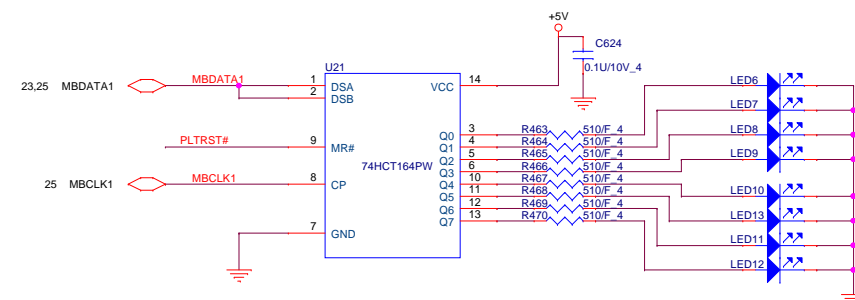 +5V
C624
0.1U/10V_4
U21
23,25 MBDATA1
MBDATA1
1 DSA
2 DSB
VCC 14
PLTRST#
9 MR#
25 MBCLK1
MBCLK1
8 CP
7 GND
74HCT164PW
Q0 3 R463 510/F_4 LED6
Q1 4 R464 510/F_4 LED7
Q2 5 R465 510/F_4 LED8
Q3 6 R466 510/F_4 LED9
Q4 10 R467 510/F_4 LED10
Q5 11 R468 510/F_4 LED13
Q6 12 R469 510/F_4 LED11
Q7 13 R470 510/F_4 LED12